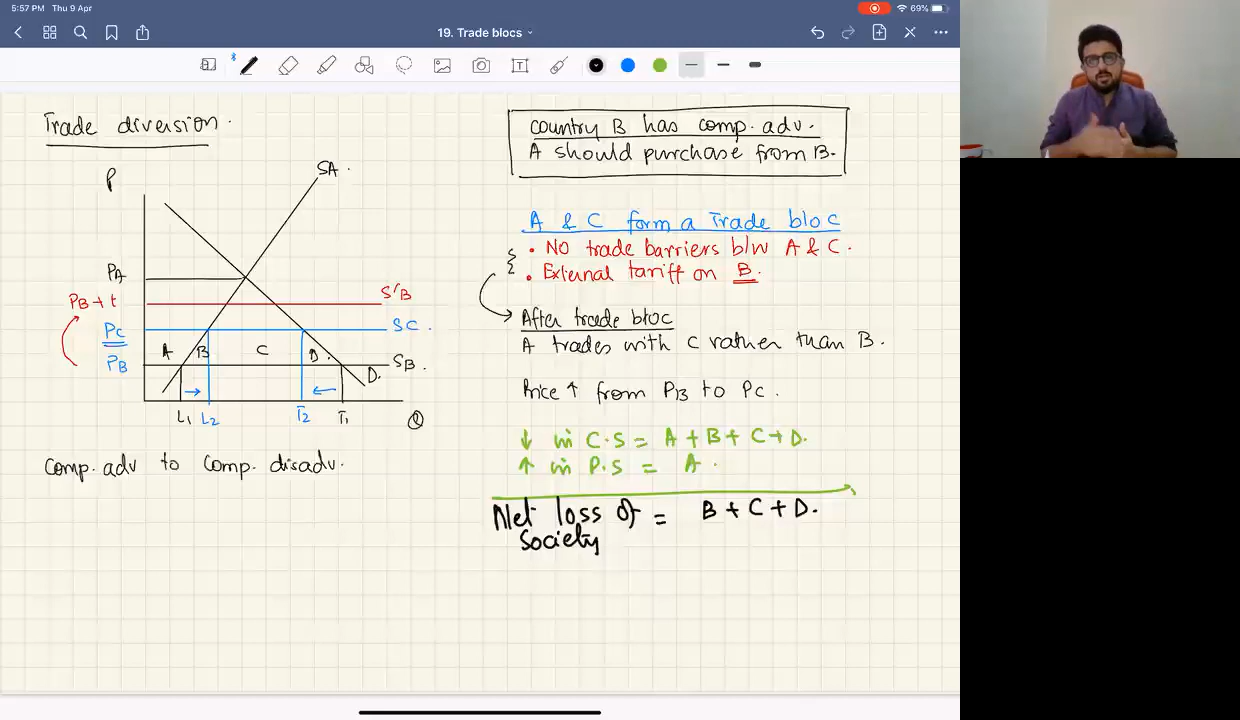 5:57 PM Thu 9 Apr
69%
19. Trade blocs
Trade diversion.
P
SA.
PA
PB + t
S'B
PC
SC.
PB
A B C D.
SB.
D.
L1 L2 T2 T1 Q
Comp. adv to Comp. disadv.
Country B has comp. adv.
A should purchase from B.
A & C form a Trade bloc
• No trade barriers b/w A & C.
• External tariff on B.
After trade bloc
A trades with C rather than B.
Price ↑ from PB to PC.
↓ in C.S = A + B + C + D.
↑ in P.S = A.
Net loss of = B + C + D.
Society